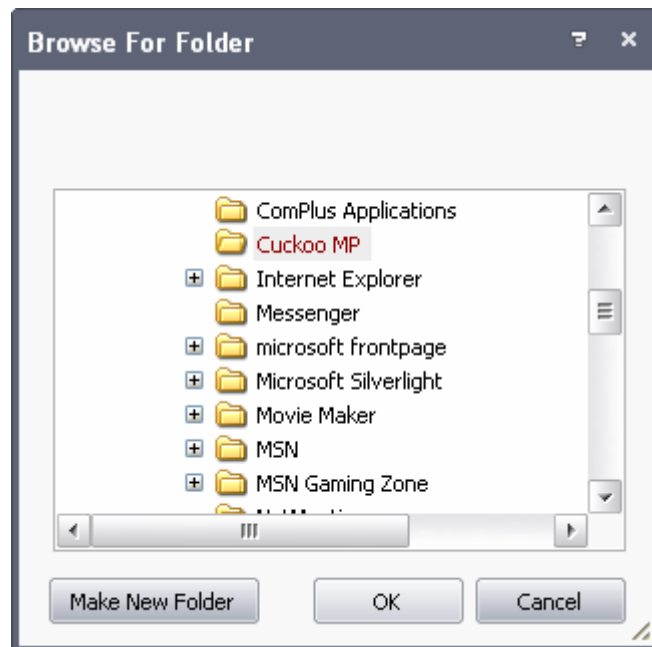 Browse For Folder
ComPlus Applications
Cuckoo MP
Internet Explorer
Messenger
microsoft frontpage
Microsoft Silverlight
Movie Maker
MSN
MSN Gaming Zone
Make New Folder
OK
Cancel